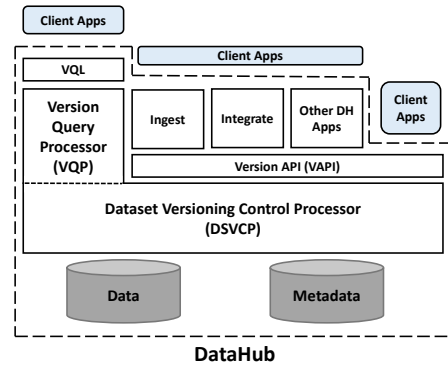 Client Apps
Client Apps
VQL
Client
Apps
Version
Query
Processor
(VQP)
Ingest
Integrate
Other DH
Apps
Version API (VAPI)
Dataset Versioning Control Processor
(DSVCP)
Data
Metadata
DataHub